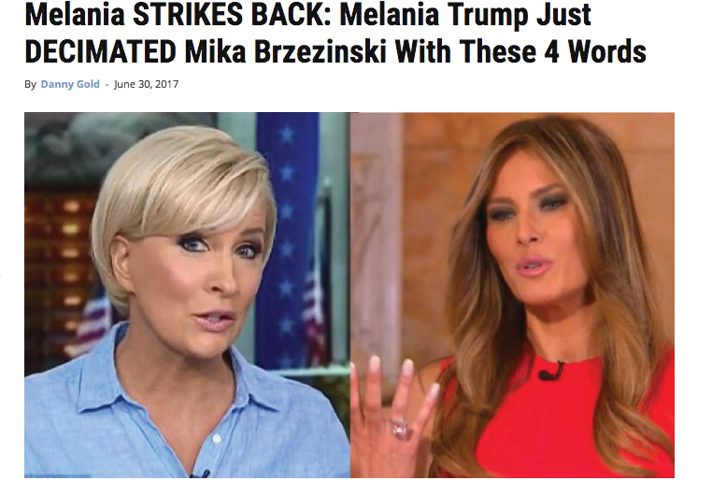 Melania STRIKES BACK: Melania Trump Just
DECIMATED Mika Brzezinski With These 4 Words
By Danny Gold - June 30, 2017